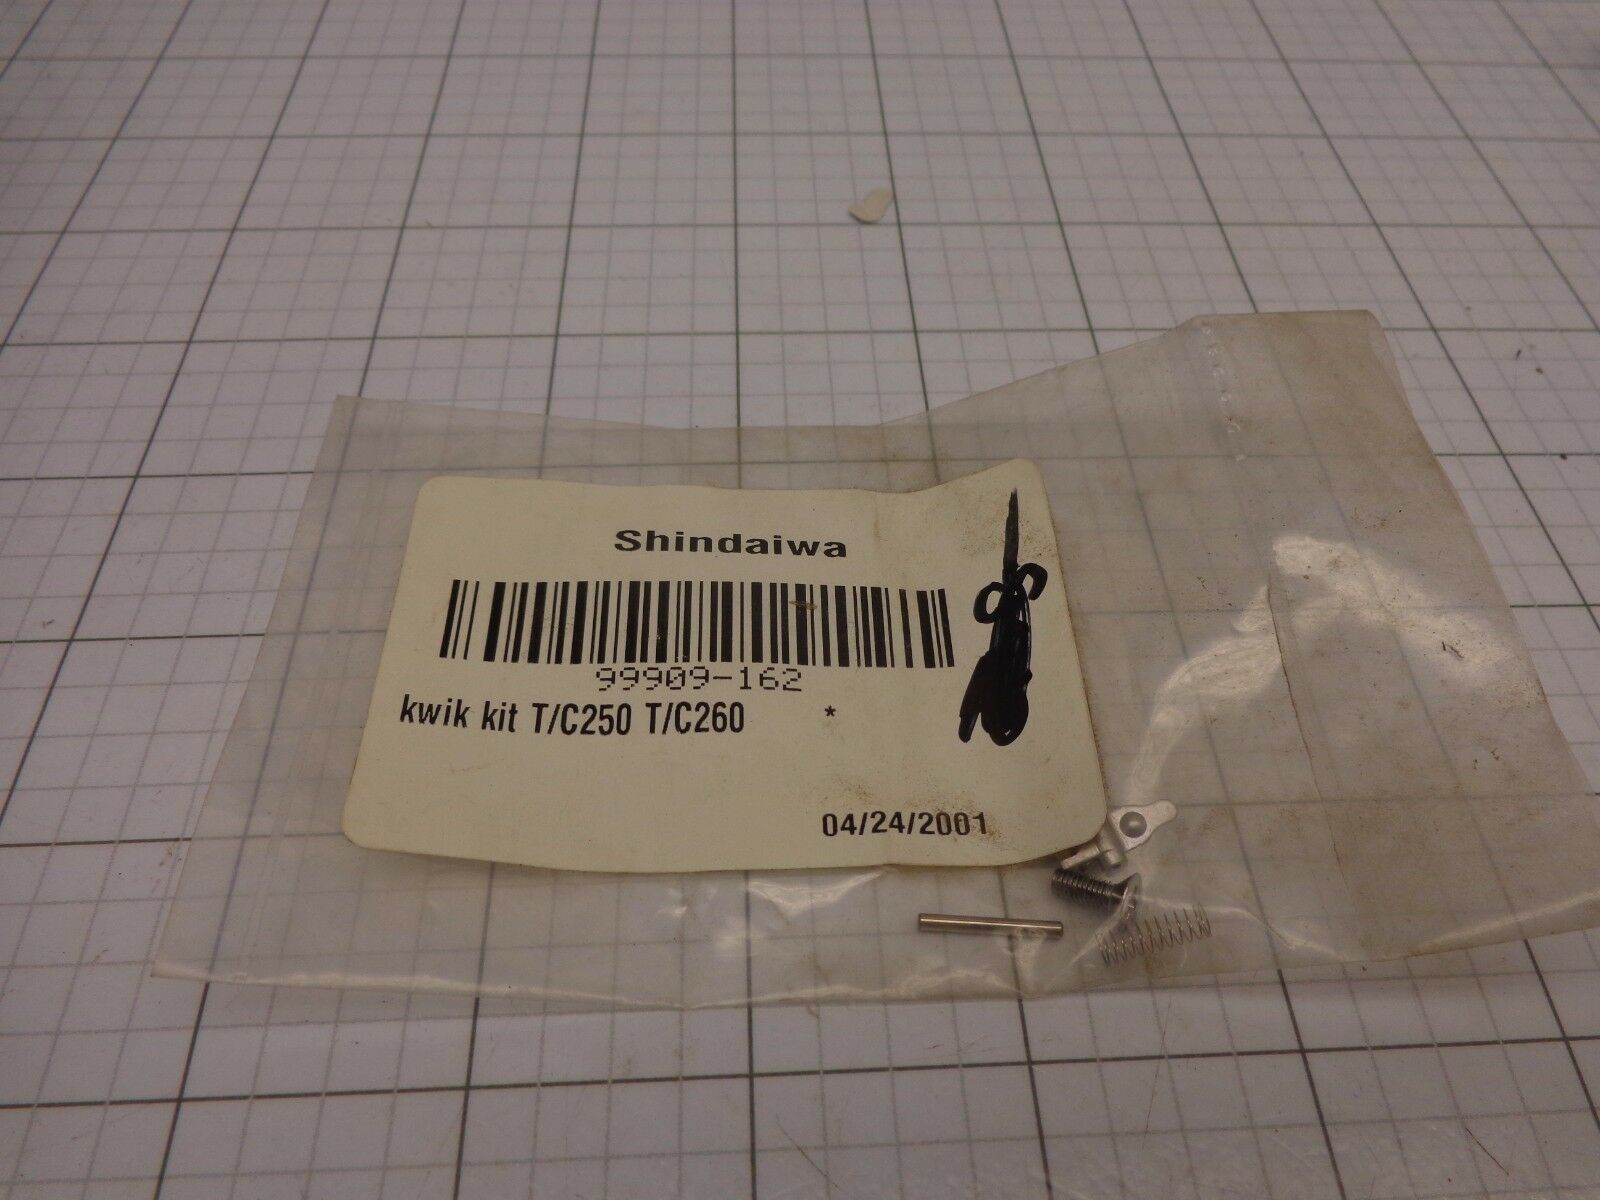 Shindaiwa
99909-162
kwik kit T/C250 T/C260 *
04/24/2001